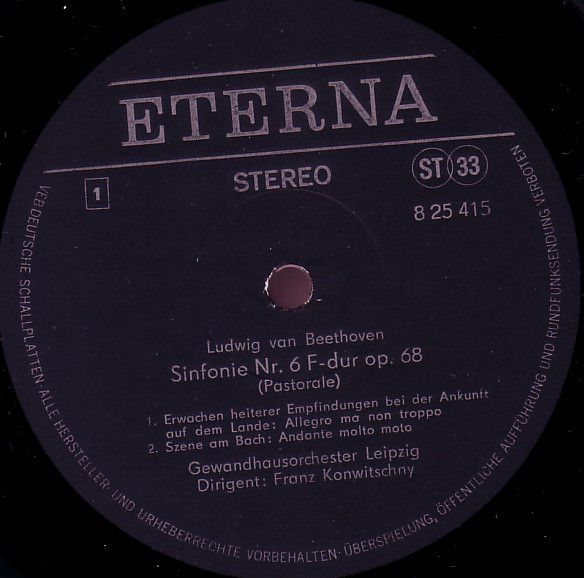 ETERNA
STEREO
ST 33
1
8 25 415
Ludwig van Beethoven
Sinfonie Nr. 6 F-dur op. 68
(Pastorale)
1. Erwachen heiterer Empfindungen bei der Ankunft
auf dem Lande: Allegro ma non troppo
2. Szene am Bach: Andante molto moto
Gewandhausorchester Leipzig
Dirigent: Franz Konwitschny
VEB DEUTSCHE SCHALLPLATTEN · ALLE HERSTELLER- UND URHEBERRECHTE VORBEHALTEN · ÜBERSPIELUNG, ÖFFENTLICHE AUFFÜHRUNG UND RUNDFUNKSENDUNG VERBOTEN